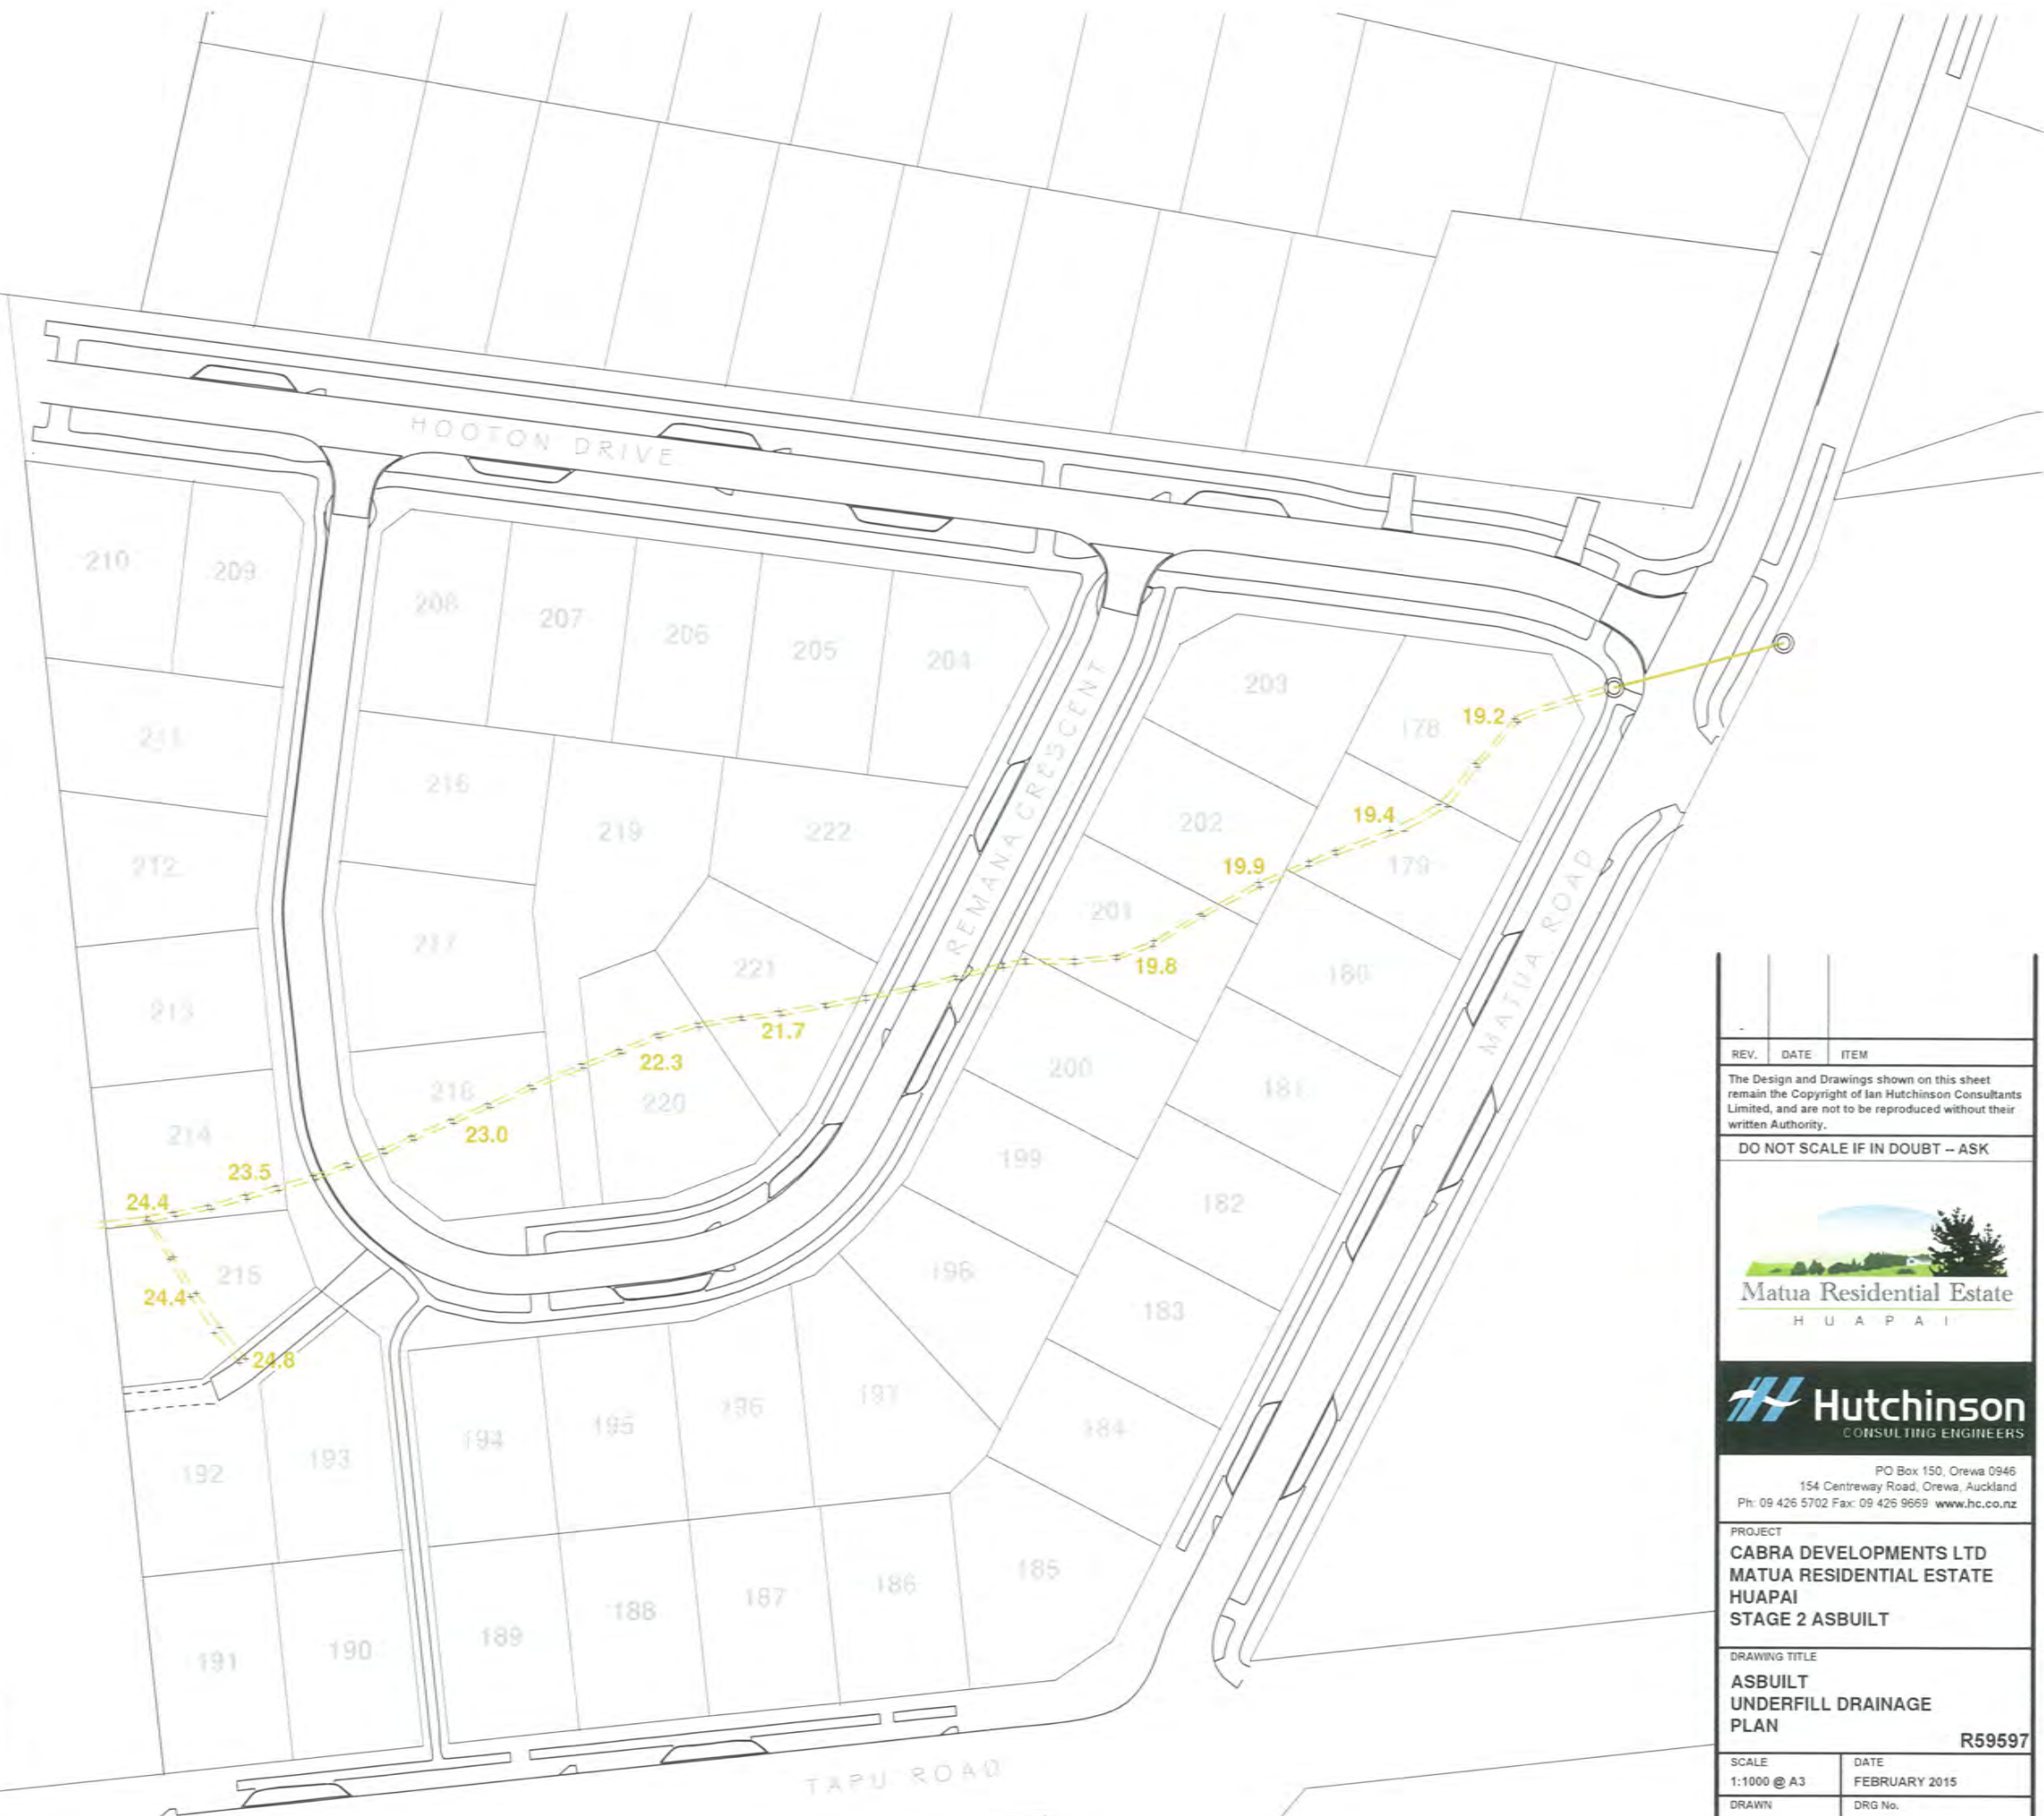 HOOTON DRIVE
210
209
208
207
206
205
204
203
178
19.2
211
216
219
222
202
19.4
179
19.9
REMANA CRESCENT
MATUA ROAD
212
217
201
221
19.8
180
213
21.7
22.3
200
181
218
220
23.0
214
199
23.5
24.4
182
215
198
24.4
183
24.8
194
195
196
197
184
192
193
185
191
190
189
188
187
186
TAPU ROAD
REV. DATE ITEM
The Design and Drawings shown on this sheet
remain the Copyright of Ian Hutchinson Consultants
Limited, and are not to be reproduced without their
written Authority.
DO NOT SCALE IF IN DOUBT -- ASK
Matua Residential Estate
HUAPAI
Hutchinson
CONSULTING ENGINEERS
PO Box 150, Orewa 0946
154 Centreway Road, Orewa, Auckland
Ph: 09 426 5702 Fax: 09 426 9669 www.hc.co.nz
PROJECT
CABRA DEVELOPMENTS LTD
MATUA RESIDENTIAL ESTATE
HUAPAI
STAGE 2 ASBUILT
DRAWING TITLE
ASBUILT
UNDERFILL DRAINAGE
PLAN
R59597
SCALE DATE
1:1000 @ A3 FEBRUARY 2015
DRAWN DRG No.